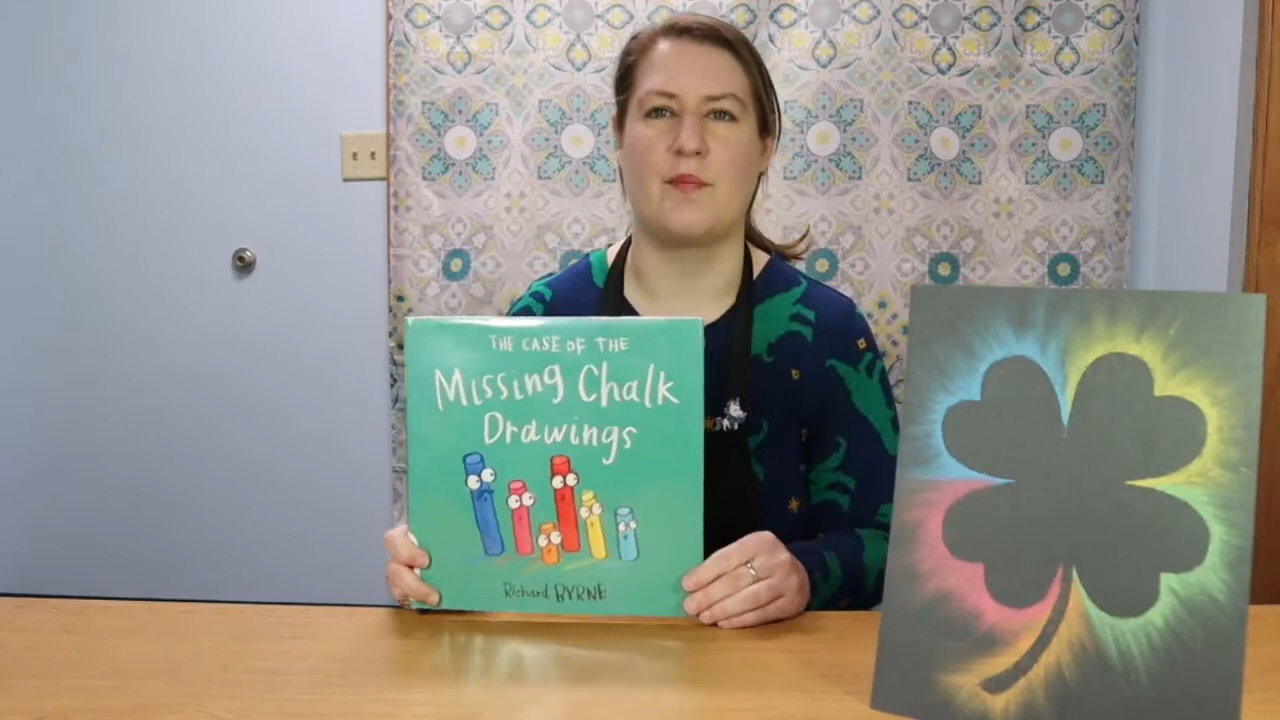 THE CASE OF THE
Missing Chalk
Drawings
Richard BYRNE